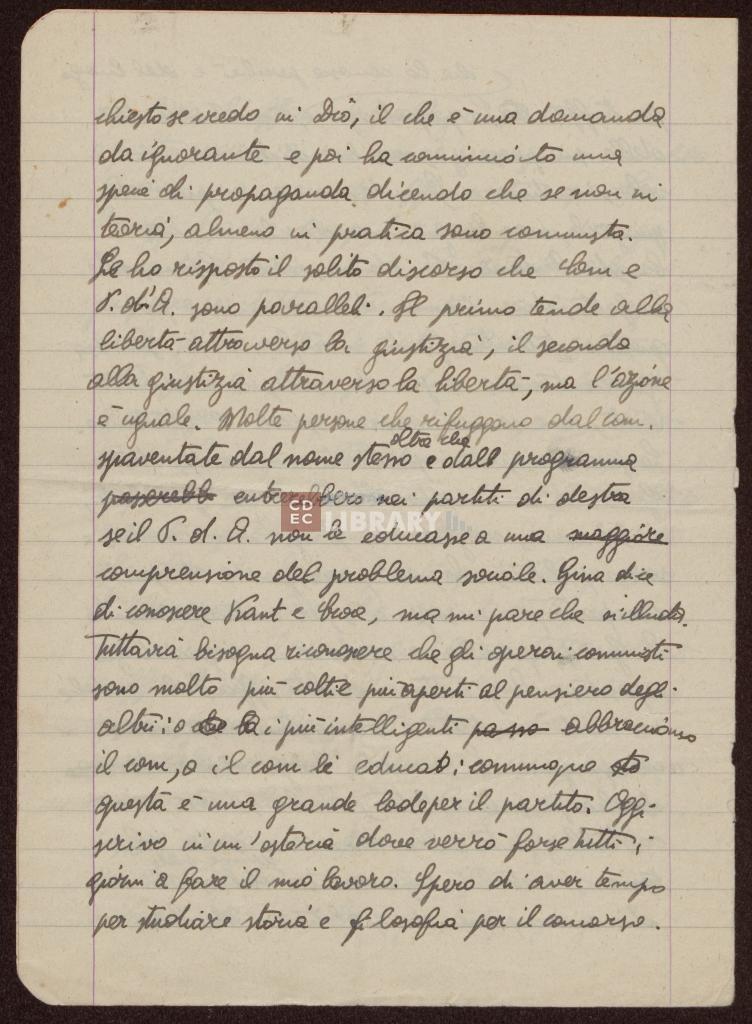 chiesto se credo in Dio, il che è una domanda
da ignorante e poi ha cominciato una
specie di propaganda dicendo che se non in
teoria, almeno in pratica sono comunista.
Le ho risposto il solito discorso che Com e
P. d'A. sono paralleli. Il primo tende alla
libertà attraverso la giustizia, il secondo
alla giustizia attraverso la libertà, ma l'azione
è uguale. Molte persone che rifuggono dal com.
oltre che
spaventate dal nome stesso e dall programma
passerebb entrerebbero nei partiti di destra
se il P. d. A. non le educasse a una maggiore
comprensione del problema sociale. Gina dice
di conoscere Kant e Croce, ma mi pare che si illuda.
Tuttavia bisogna riconoscere che gli operai comunisti
sono molto più colti e più aperti al pensiero degli
altri; o i più intelligenti passo abbracciano
il com, o il com li educa; comunque sto
questa è una grande lode per il partito. Oggi
scrivo in un'osteria dove verrò forse tutti i
giorni a fare il mio lavoro. Spero di aver tempo
per studiare storia e filosofia per il concorso.
CDEC LIBRARY